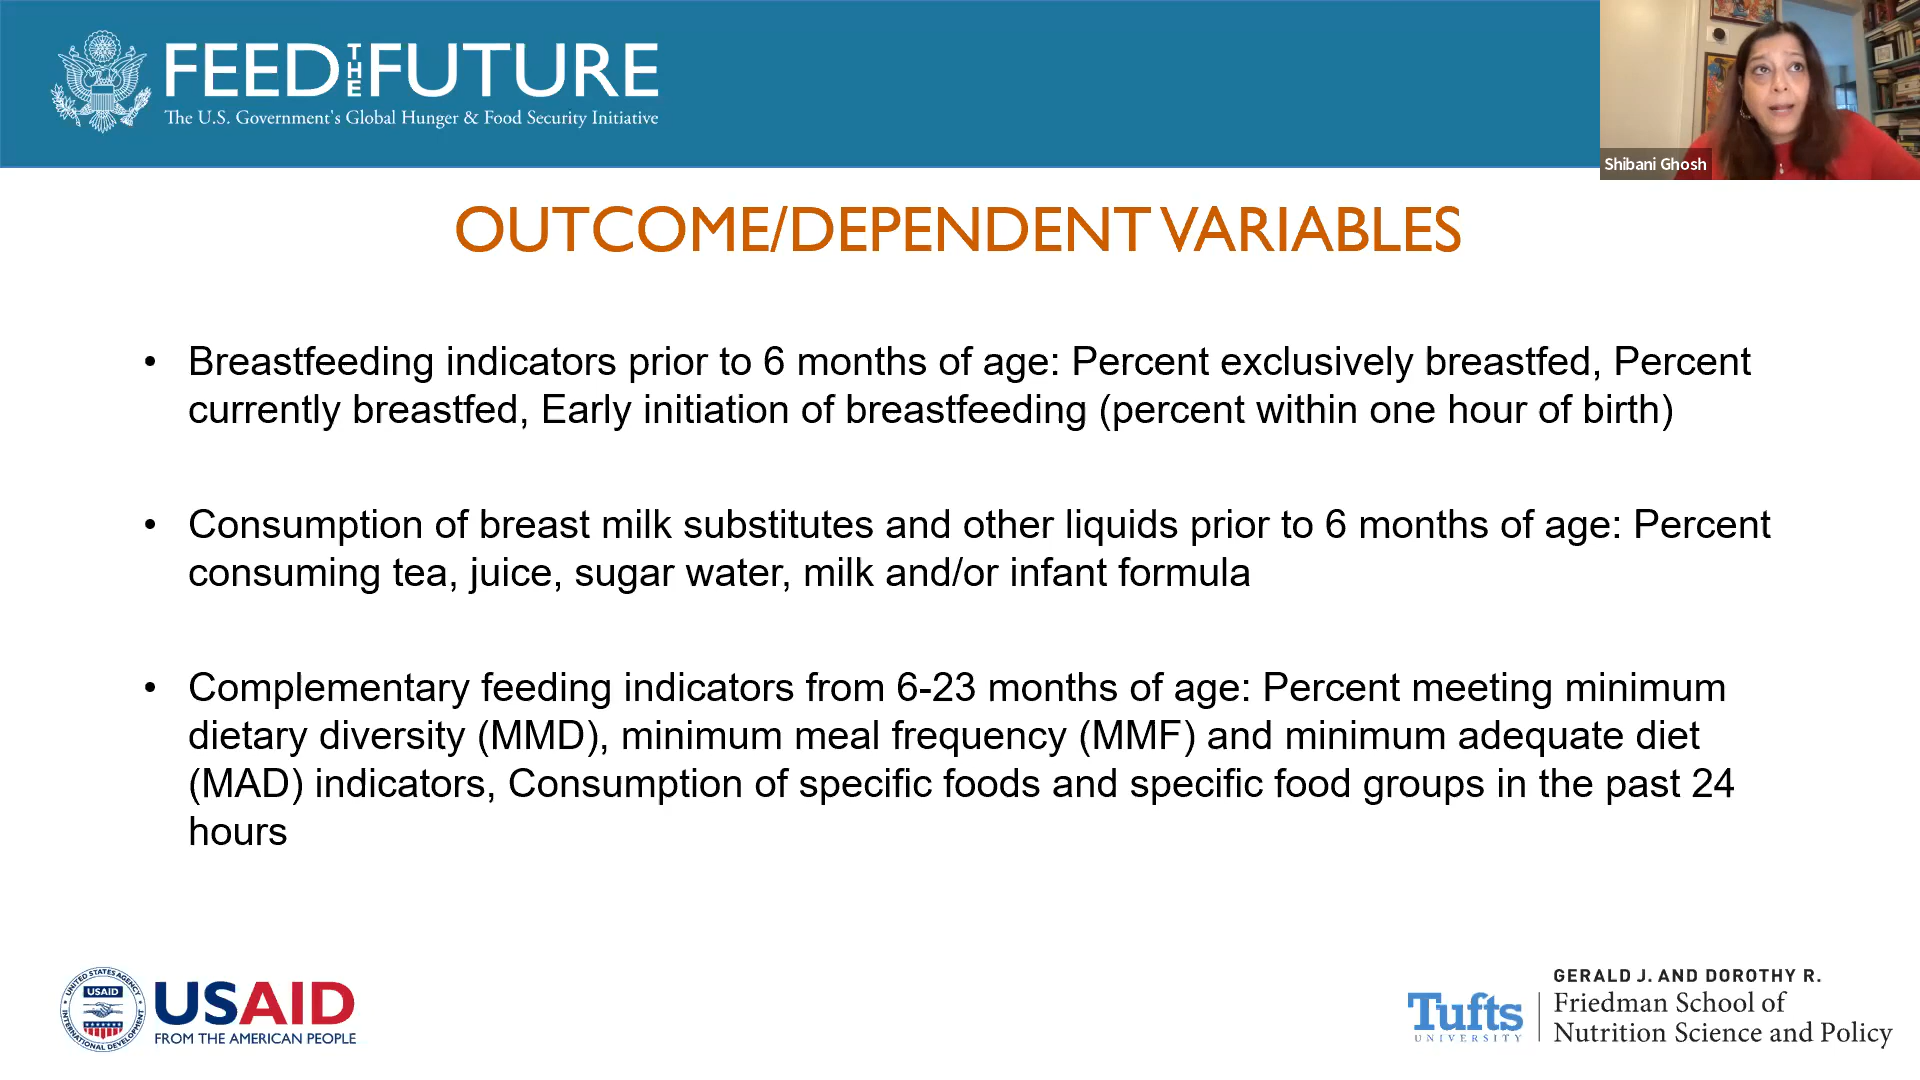 FEED THE FUTURE
The U.S. Government's Global Hunger & Food Security Initiative
Shibani Ghosh
OUTCOME/DEPENDENT VARIABLES
• Breastfeeding indicators prior to 6 months of age: Percent exclusively breastfed, Percent
currently breastfed, Early initiation of breastfeeding (percent within one hour of birth)
• Consumption of breast milk substitutes and other liquids prior to 6 months of age: Percent
consuming tea, juice, sugar water, milk and/or infant formula
• Complementary feeding indicators from 6-23 months of age: Percent meeting minimum
dietary diversity (MMD), minimum meal frequency (MMF) and minimum adequate diet
(MAD) indicators, Consumption of specific foods and specific food groups in the past 24
hours
UNITED STATES AGENCY
USAID
INTERNATIONAL DEVELOPMENT
USAID
FROM THE AMERICAN PEOPLE
Tufts
UNIVERSITY
GERALD J. AND DOROTHY R.
Friedman School of
Nutrition Science and Policy